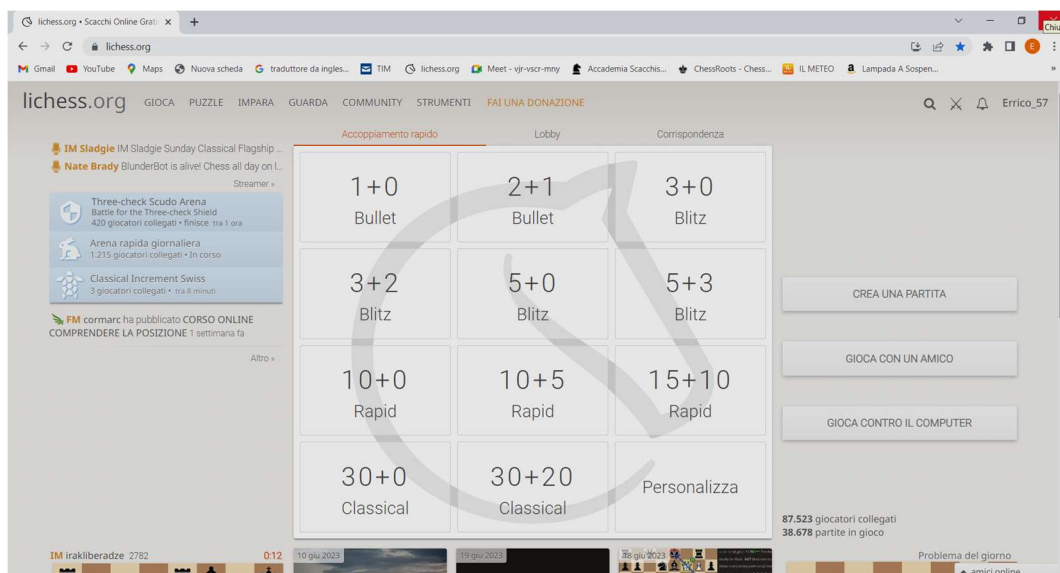 lichess.org • Scacchi Online Grat
Chiu
lichess.org
Gmail YouTube Maps Nuova scheda traduttore da ingles... TIM lichess.org Meet - vjr-vscr-mny Accademia Scacchis... ChessRoots - Chess... IL METEO Lampada A Sospen... »
lichess.org GIOCA PUZZLE IMPARA GUARDA COMMUNITY STRUMENTI FAI UNA DONAZIONE Errico_57
Accoppiamento rapido Lobby Corrispondenza
IM Sladgie IM Sladgie Sunday Classical Flagship ...
Nate Brady BlunderBot is alive! Chess all day on l...
Streamer »
Three-check Scudo Arena
Battle for the Three-check Shield
420 giocatori collegati • finisce tra 1 ora
Arena rapida giornaliera
1.215 giocatori collegati • In corso
Classical Increment Swiss
3 giocatori collegati • tra 8 minuti
FM cormarc ha pubblicato CORSO ONLINE
COMPRENDERE LA POSIZIONE 1 settimana fa
Altro »
1+0
Bullet
2+1
Bullet
3+0
Blitz
3+2
Blitz
5+0
Blitz
5+3
Blitz
10+0
Rapid
10+5
Rapid
15+10
Rapid
30+0
Classical
30+20
Classical
Personalizza
CREA UNA PARTITA
GIOCA CON UN AMICO
GIOCA CONTRO IL COMPUTER
87.523 giocatori collegati
38.678 partite in gioco
IM irakliberadze 2782 0:12
10 giu 2023
19 giu 2023
18 giu 2023
Problema del giorno
amici online